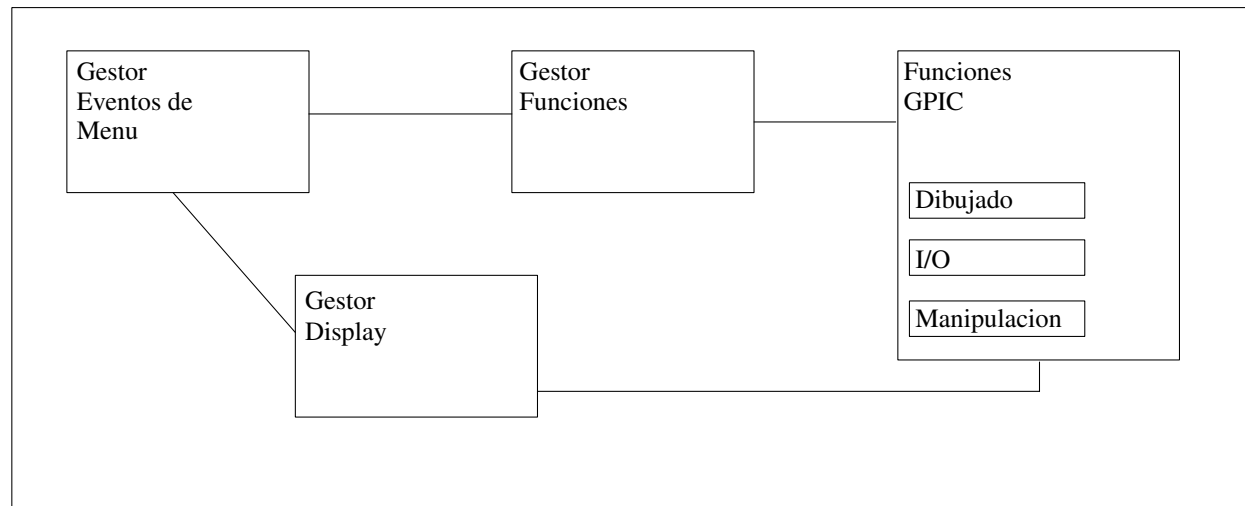 Gestor
Eventos de
Menu
Gestor
Funciones
Funciones
GPIC
Dibujado
I/O
Manipulacion
Gestor
Display